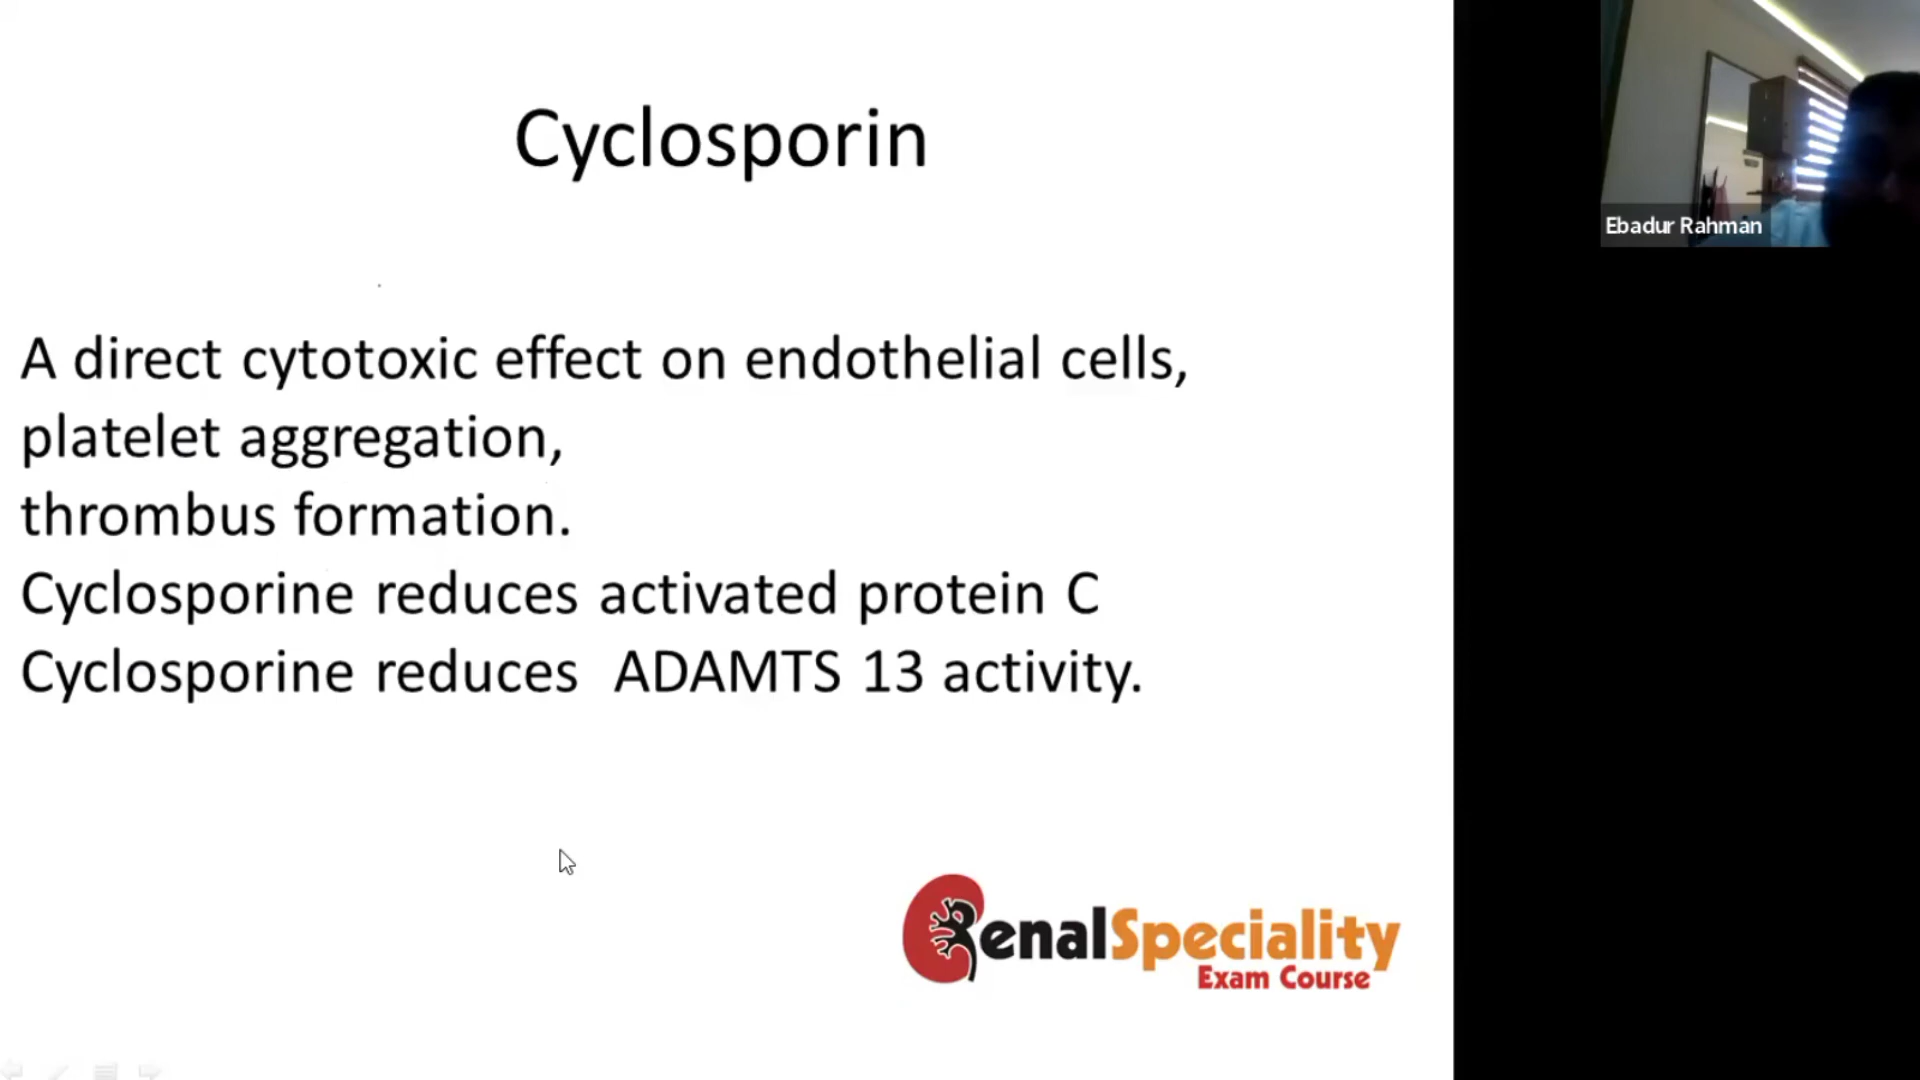 Cyclosporin
A direct cytotoxic effect on endothelial cells,
platelet aggregation,
thrombus formation.
Cyclosporine reduces activated protein C
Cyclosporine reduces  ADAMTS 13 activity.
RenalSpeciality
Exam Course
Ebadur Rahman